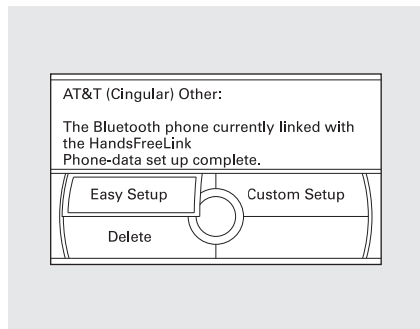 AT&T (Cingular) Other:
The Bluetooth phone currently linked with
the HandsFreeLink
Phone-data set up complete.
Easy Setup
Custom Setup
Delete